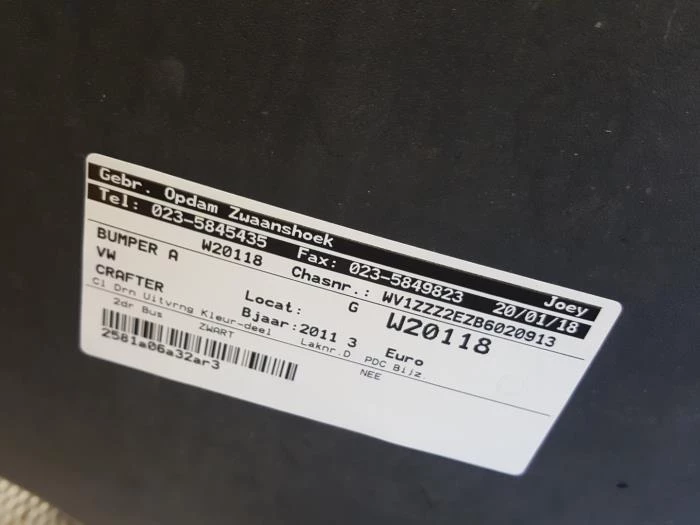 Gebr. Opdam Zwaanshoek Joey
Tel: 023-5845435 Fax: 023-5849823 20/01/18
BUMPER A W20118 Chasnr.: WV1ZZZ2EZB6020913
VW Locat: G W20118
CRAFTER Bjaar:2011 3 Euro
Cl Drn Uitvrng Kleur-deel Laknr.D PDC Bijz.
2dr Bus ZWART NEE
2581a06a32ar3